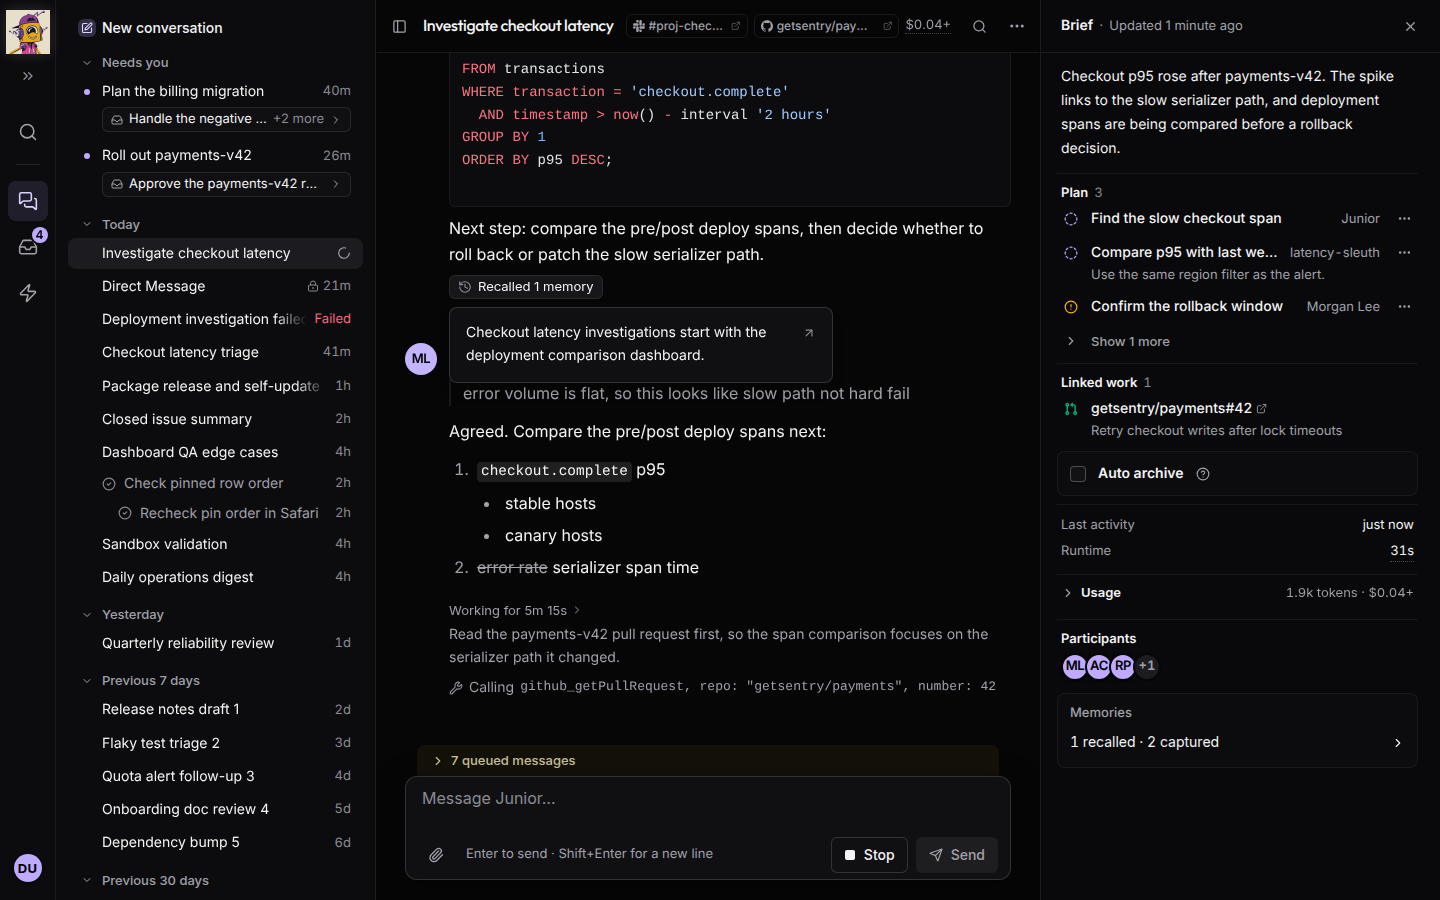 New conversation
Needs you
Plan the billing migration 40m
Handle the negative ... +2 more
Roll out payments-v42 26m
Approve the payments-v42 r...
Today
Investigate checkout latency
Direct Message 21m
Deployment investigation failed Failed
Checkout latency triage 41m
Package release and self-update 1h
Closed issue summary 2h
Dashboard QA edge cases 4h
Check pinned row order 2h
Recheck pin order in Safari 2h
Sandbox validation 4h
Daily operations digest 4h
Yesterday
Quarterly reliability review 1d
Previous 7 days
Release notes draft 1 2d
Flaky test triage 2 3d
Quota alert follow-up 3 4d
Onboarding doc review 4 5d
Dependency bump 5 6d
Previous 30 days
4
DU
Investigate checkout latency #proj-chec... getsentry/pay... $0.04+
FROM transactions
WHERE transaction = 'checkout.complete'
AND timestamp > now() - interval '2 hours'
GROUP BY 1
ORDER BY p95 DESC;
Next step: compare the pre/post deploy spans, then decide whether to
roll back or patch the slow serializer path.
Recalled 1 memory
Checkout latency investigations start with the
deployment comparison dashboard.
ML
error volume is flat, so this looks like slow path not hard fail
Agreed. Compare the pre/post deploy spans next:
1. checkout.complete p95
• stable hosts
• canary hosts
2. error rate serializer span time
Working for 5m 15s
Read the payments-v42 pull request first, so the span comparison focuses on the
serializer path it changed.
Calling github_getPullRequest, repo: "getsentry/payments", number: 42
7 queued messages
Message Junior...
Enter to send · Shift+Enter for a new line
Stop
Send
Brief · Updated 1 minute ago
Checkout p95 rose after payments-v42. The spike
links to the slow serializer path, and deployment
spans are being compared before a rollback
decision.
Plan 3
Find the slow checkout span Junior
Compare p95 with last we... latency-sleuth
Use the same region filter as the alert.
Confirm the rollback window Morgan Lee
Show 1 more
Linked work 1
getsentry/payments#42
Retry checkout writes after lock timeouts
Auto archive
Last activity just now
Runtime 31s
Usage 1.9k tokens · $0.04+
Participants
ML AC RP +1
Memories
1 recalled · 2 captured